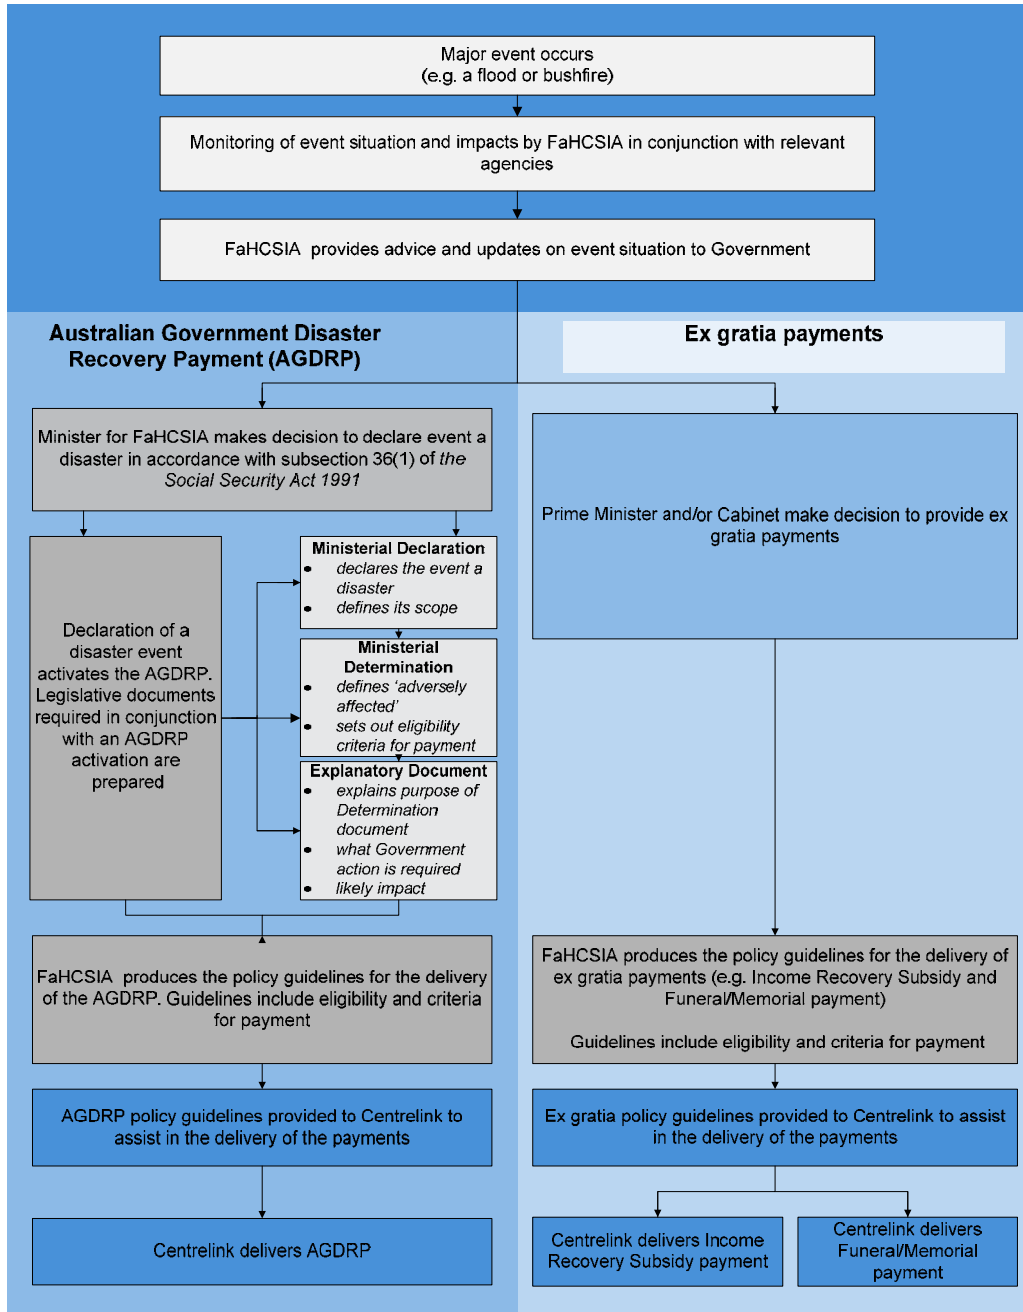 Major event occurs
(e.g. a flood or bushfire)
Monitoring of event situation and impacts by FaHCSIA in conjunction with relevant
agencies
FaHCSIA provides advice and updates on event situation to Government
Australian Government Disaster
Recovery Payment (AGDRP)
Minister for FaHCSIA makes decision to declare event a
disaster in accordance with subsection 36(1) of the
Social Security Act 1991
Declaration of a
disaster event
activates the AGDRP.
Legislative documents
required in conjunction
with an AGDRP
activation are
prepared
Ministerial Declaration
• declares the event a
disaster
• defines its scope
Ministerial
Determination
• defines ‘adversely
affected’
• sets out eligibility
criteria for payment
Explanatory Document
• explains purpose of
Determination
document
• what Government
action is required
• likely impact
FaHCSIA produces the policy guidelines for the delivery
of the AGDRP. Guidelines include eligibility and criteria
for payment
AGDRP policy guidelines provided to Centrelink to
assist in the delivery of the payments
Centrelink delivers AGDRP
Ex gratia payments
Prime Minister and/or Cabinet make decision to provide ex
gratia payments
FaHCSIA produces the policy guidelines for the delivery of
ex gratia payments (e.g. Income Recovery Subsidy and
Funeral/Memorial payment)
Guidelines include eligibility and criteria for payment
Ex gratia policy guidelines provided to Centrelink to assist
in the delivery of the payments
Centrelink delivers Income
Recovery Subsidy payment
Centrelink delivers
Funeral/Memorial
payment